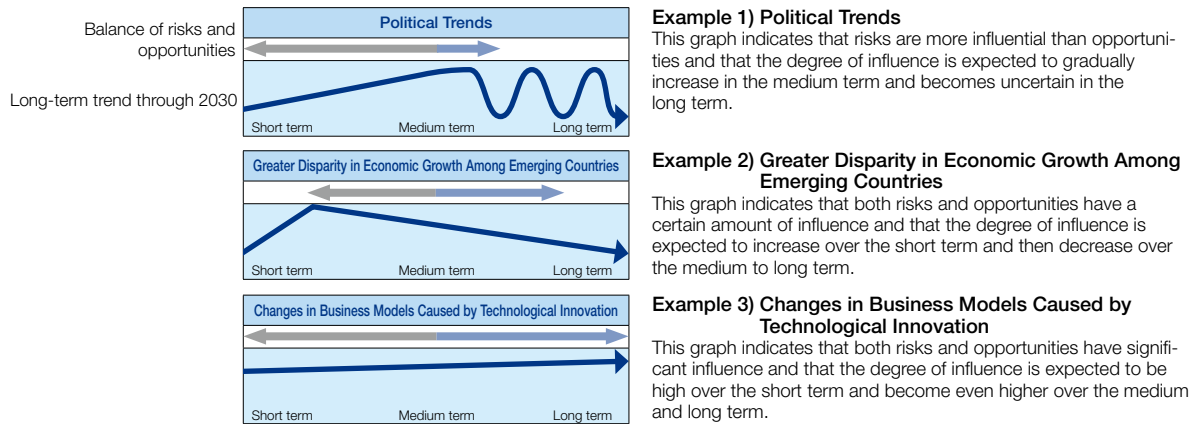 Balance of risks and
opportunities
Long-term trend through 2030
Political Trends
Short term Medium term Long term
Example 1) Political Trends
This graph indicates that risks are more influential than opportuni-
ties and that the degree of influence is expected to gradually
increase in the medium term and becomes uncertain in the
long term.
Greater Disparity in Economic Growth Among Emerging Countries
Short term Medium term Long term
Example 2) Greater Disparity in Economic Growth Among
Emerging Countries
This graph indicates that both risks and opportunities have a
certain amount of influence and that the degree of influence is
expected to increase over the short term and then decrease over
the medium to long term.
Changes in Business Models Caused by Technological Innovation
Short term Medium term Long term
Example 3) Changes in Business Models Caused by
Technological Innovation
This graph indicates that both risks and opportunities have signifi-
cant influence and that the degree of influence is expected to be
high over the short term and become even higher over the medium
and long term.